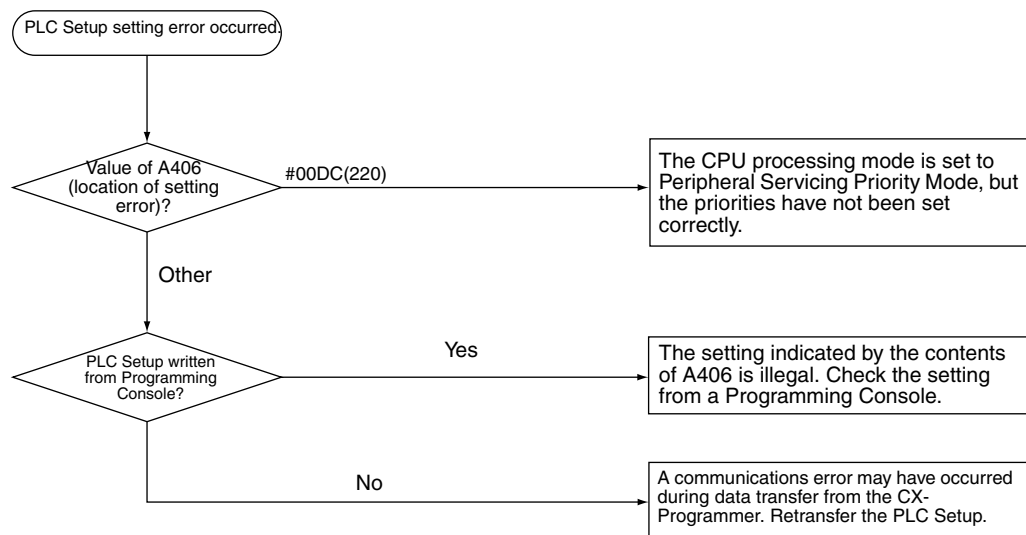 PLC Setup setting error occurred.
Value of A406
(location of setting
error)?
#00DC(220)
The CPU processing mode is set to
Peripheral Servicing Priority Mode, but
the priorities have not been set
correctly.
Other
PLC Setup written
from Programming
Console?
Yes
The setting indicated by the contents
of A406 is illegal. Check the setting
from a Programming Console.
No
A communications error may have occurred
during data transfer from the CX-
Programmer. Retransfer the PLC Setup.